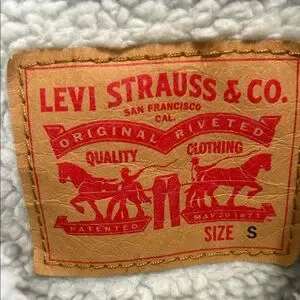 LEVI STRAUSS & CO.
SAN FRANCISCO
CAL.
ORIGINAL RIVETED
QUALITY CLOTHING
PATENTED MAY 20 1873
SIZE S